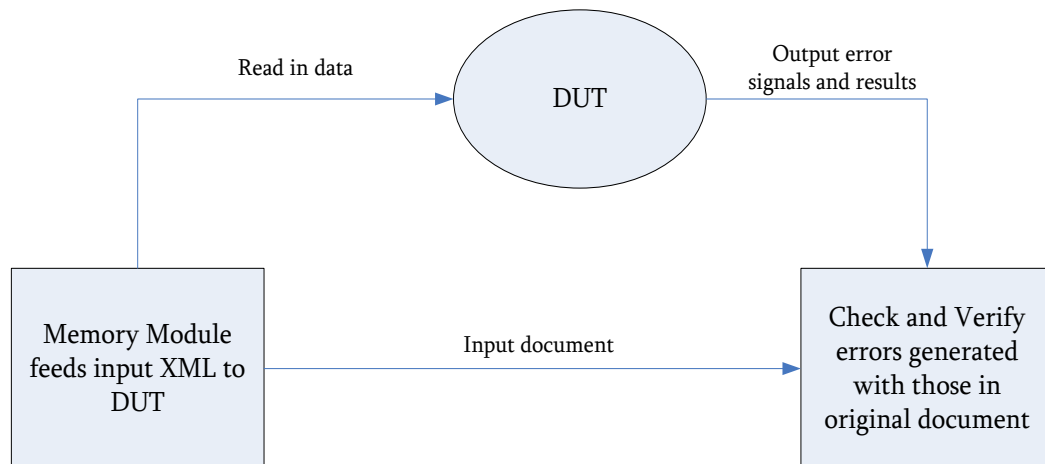 Read in data
DUT
Output error
signals and results
Memory Module
feeds input XML to
DUT
Input document
Check and Verify
errors generated
with those in
original document